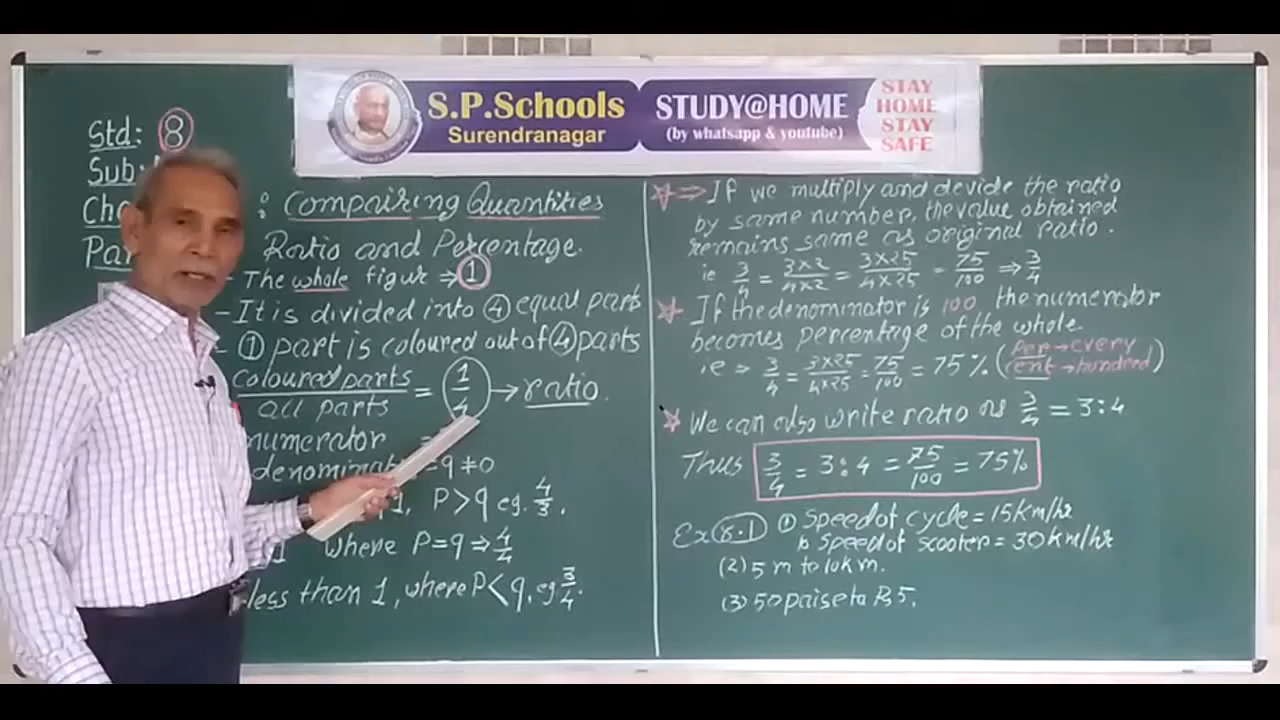 S.P.Schools
Surendranagar
STUDY@HOME
(by whatsapp & youtube)
STAY
HOME
STAY
SAFE
Std: 8
Sub:
: Compairing Quantities
Ratio and Percentage.
- The whole figure ⇒ 1
- It is divided into 4 equal parts
- 1 part is coloured out of 4 parts
coloured parts / all parts = 1/4 → ratio.
numerator =
= q ≠ 0
1, P > q eg. 4/3.
1 where P = q ⇒ 4/4
less than 1, where P < q, eg 3/4.
☆ ⇒ If we multiply and devide the ratio
by same number, the value obtained
remains same as original ratio.
ie 3/4 = 3×2/4×2 = 3×25/4×25 = 75/100 ⇒ 3/4
☆ If the denominator is 100 the numerator
becomes percentage of the whole.
i.e ⇒ 3/4 = 3×25/4×25 = 75/100 = 75% (per → every
cent → hundred)
☆ We can also write ratio as 3/4 = 3:4
Thus 3/4 = 3:4 = 75/100 = 75%
Ex 8.1 ① Speed of cycle = 15 km/hr
Speed of scooter = 30 km/hr
(2) 5 m to 10 km.
(3) 50 paise to Rs 5.